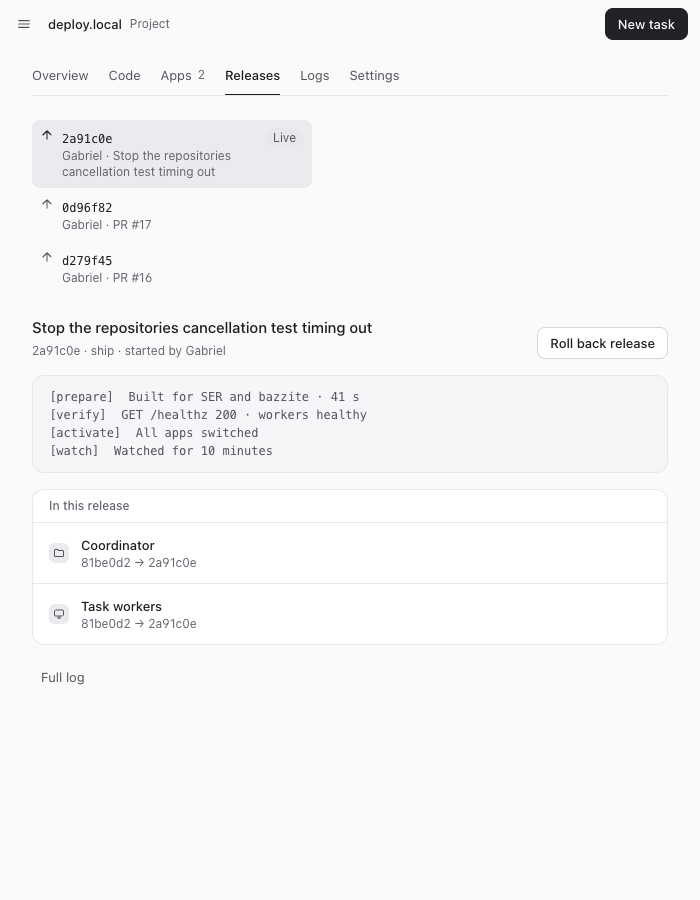 deploy.local Project
New task
Overview Code Apps 2 Releases Logs Settings
2a91c0e Live
Gabriel · Stop the repositories
cancellation test timing out
0d96f82
Gabriel · PR #17
d279f45
Gabriel · PR #16
Stop the repositories cancellation test timing out
2a91c0e · ship · started by Gabriel
Roll back release
[prepare]  Built for SER and bazzite · 41 s
[verify]  GET /healthz 200 · workers healthy
[activate]  All apps switched
[watch]  Watched for 10 minutes
In this release
Coordinator
81be0d2 → 2a91c0e
Task workers
81be0d2 → 2a91c0e
Full log